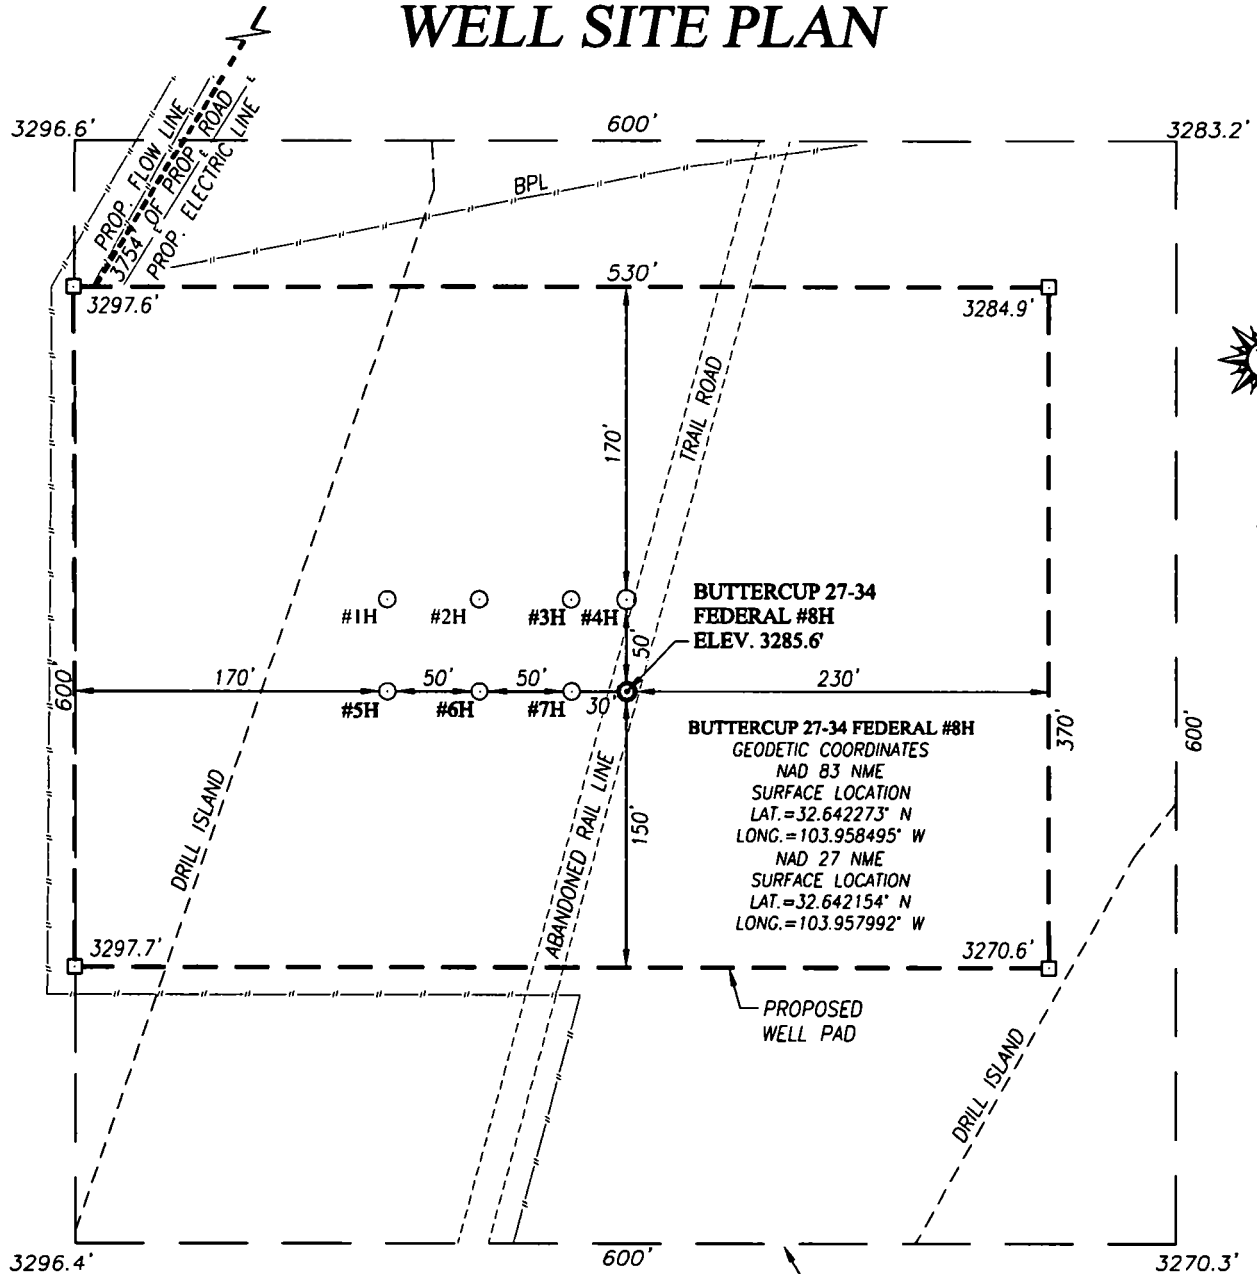 WELL SITE PLAN
3296.6'
600'
3283.2'
PROP. FLOW LINE
3754' OF PROP. ROAD
PROP. ELECTRIC LINE
BPL
530'
3297.6'
3284.9'
TRAIL ROAD
170'
#1H
#2H
#3H
#4H
BUTTERCUP 27-34
FEDERAL #8H
ELEV. 3285.6'
50'
600'
170'
50'
50'
30'
230'
#5H
#6H
#7H
370'
600'
BUTTERCUP 27-34 FEDERAL #8H
GEODETIC COORDINATES
NAD 83 NME
SURFACE LOCATION
LAT.=32.642273° N
LONG.=103.958495° W
NAD 27 NME
SURFACE LOCATION
LAT.=32.642154° N
LONG.=103.957992° W
DRILL ISLAND
ABANDONED RAIL LINE
150'
3297.7'
3270.6'
PROPOSED
WELL PAD
DRILL ISLAND
3296.4'
600'
3270.3'